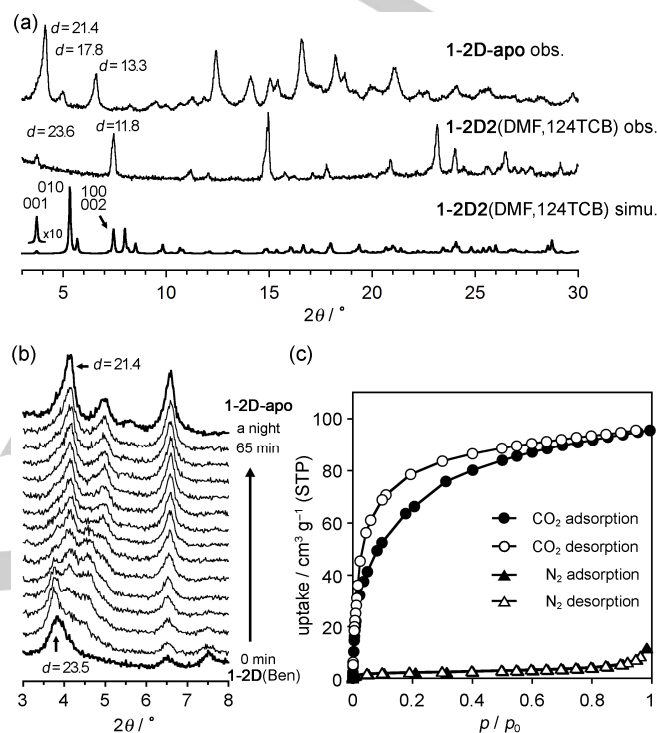 (a)
d = 21.4
d = 17.8
d = 13.3
1-2D-apo obs.
d = 23.6
d = 11.8
1-2D2(DMF,124TCB) obs.
010
001
100
002
x10
1-2D2(DMF,124TCB) simu.
5 10 15 20 25 30
2θ / °
(b)
d = 21.4
1-2D-apo
a night
65 min
0 min
1-2D(Ben)
d = 23.5
3 4 5 6 7 8
2θ / °
(c)
uptake / cm³ g⁻¹ (STP)
100
80
60
40
20
0
CO₂ adsorption
CO₂ desorption
N₂ adsorption
N₂ desorption
0 0.2 0.4 0.6 0.8 1
p / p₀